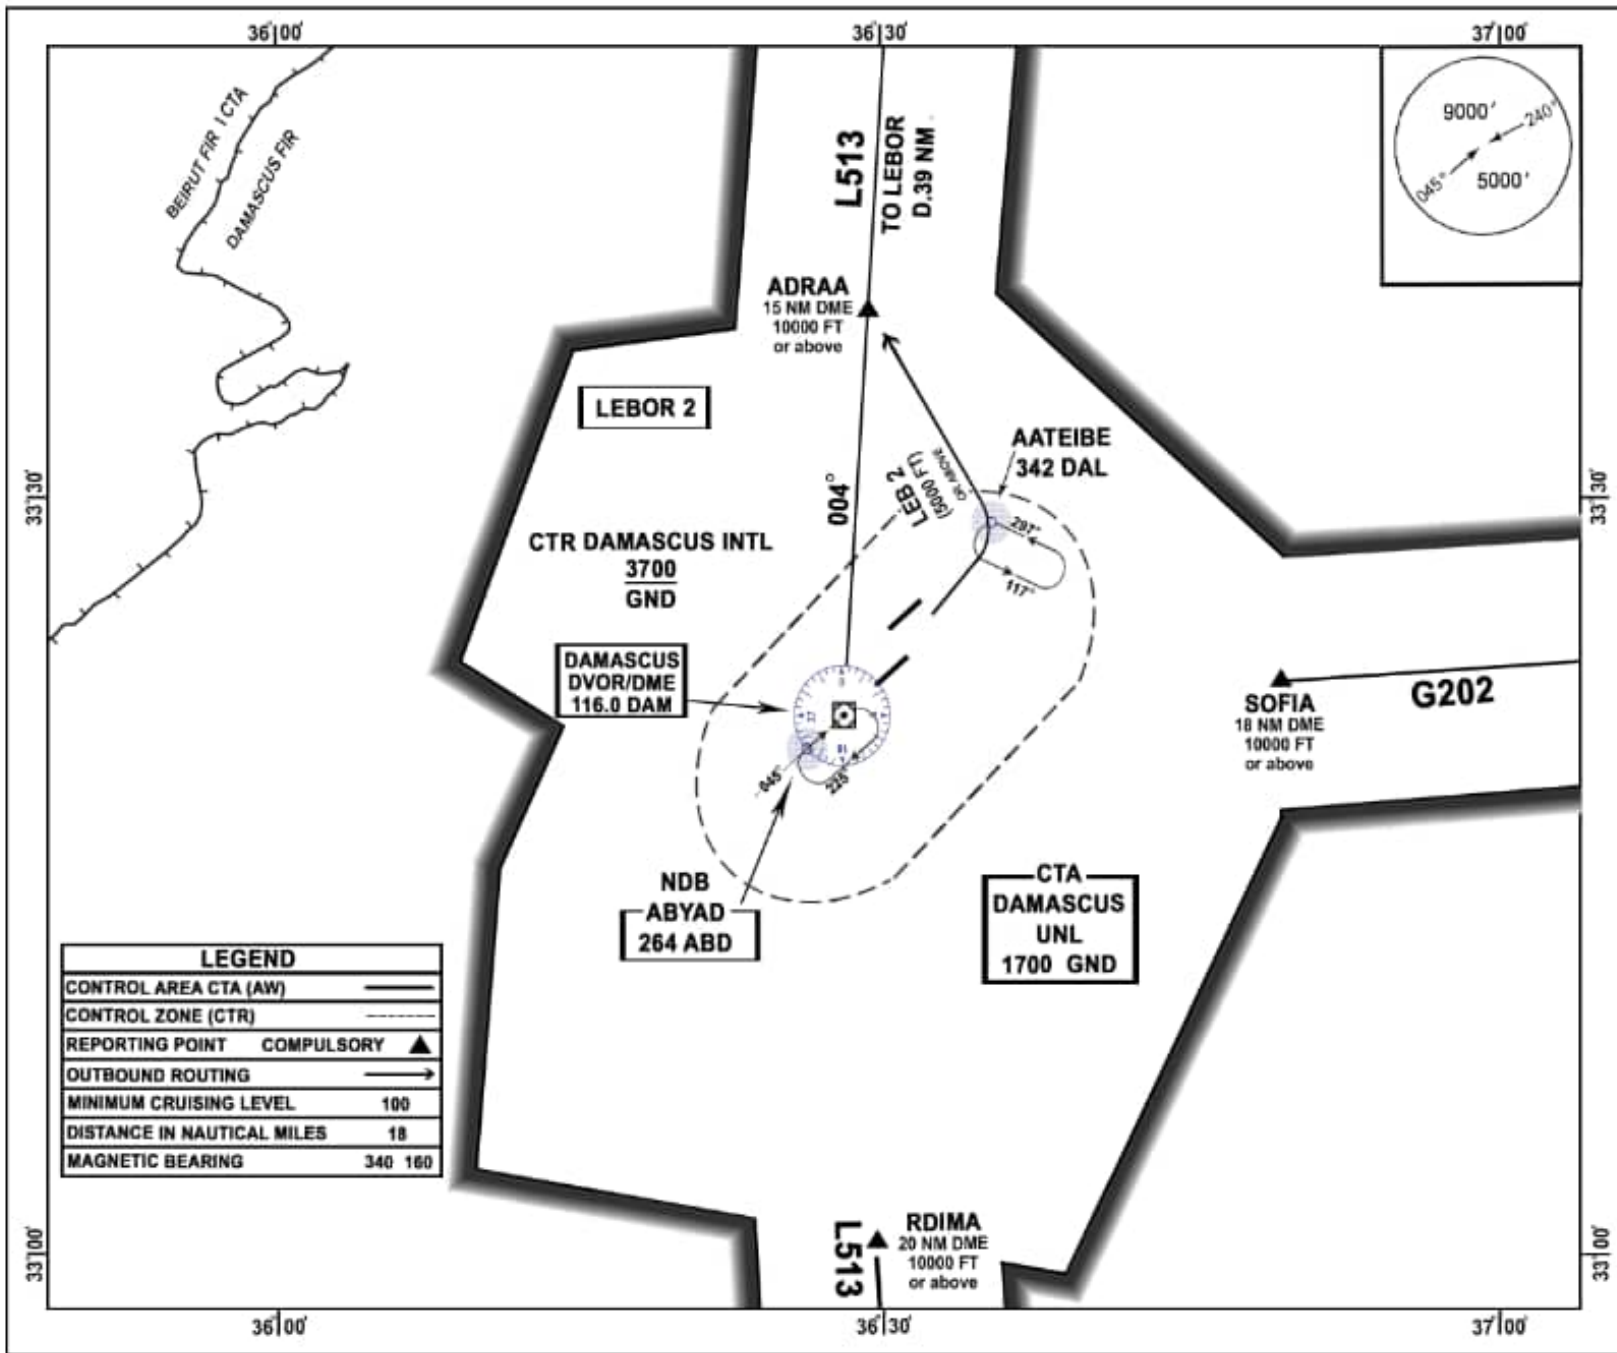 36°00'
36°30'
37°00'
BEIRUT FIR \ CTA
DAMASCUS FIR
L513
TO LEBOR
D.39 NM
9000'
240°
045°
5000'
ADRAA
15 NM DME
10000 FT
or above
LEBOR 2
AATEIBE
342 DAL
LEB 2
(5000 FT)
OR ABOVE
004°
33°30'
33°30'
297°
117°
CTR DAMASCUS INTL
3700
GND
DAMASCUS
DVOR/DME
116.0 DAM
SOFIA
18 NM DME
10000 FT
or above
G202
045°
225°
NDB
ABYAD
264 ABD
CTA
DAMASCUS
UNL
1700 GND
LEGEND
CONTROL AREA CTA (AW)
CONTROL ZONE (CTR)
REPORTING POINT COMPULSORY
OUTBOUND ROUTING
MINIMUM CRUISING LEVEL 100
DISTANCE IN NAUTICAL MILES 18
MAGNETIC BEARING 340 160
L513
RDIMA
20 NM DME
10000 FT
or above
33°00'
33°00'
36°00'
36°30'
37°00'